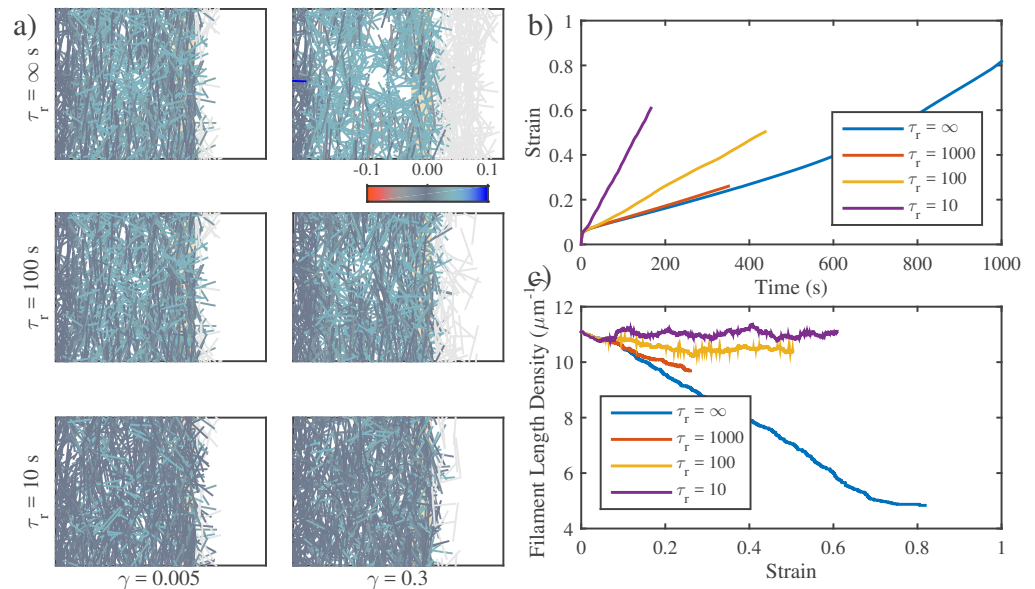 a)
τr = ∞ s
-0.1 0.00 0.1
τr = 100 s
τr = 10 s
γ = 0.005
γ = 0.3
b)
Strain
1
0.8
0.6
0.4
0.2
0
0 200 400 600 800 1000
Time (s)
τr = ∞
τr = 1000
τr = 100
τr = 10
c)
Filament Length Density (μm⁻¹)
12
10
8
6
4
0 0.2 0.4 0.6 0.8 1
Strain
τr = ∞
τr = 1000
τr = 100
τr = 10